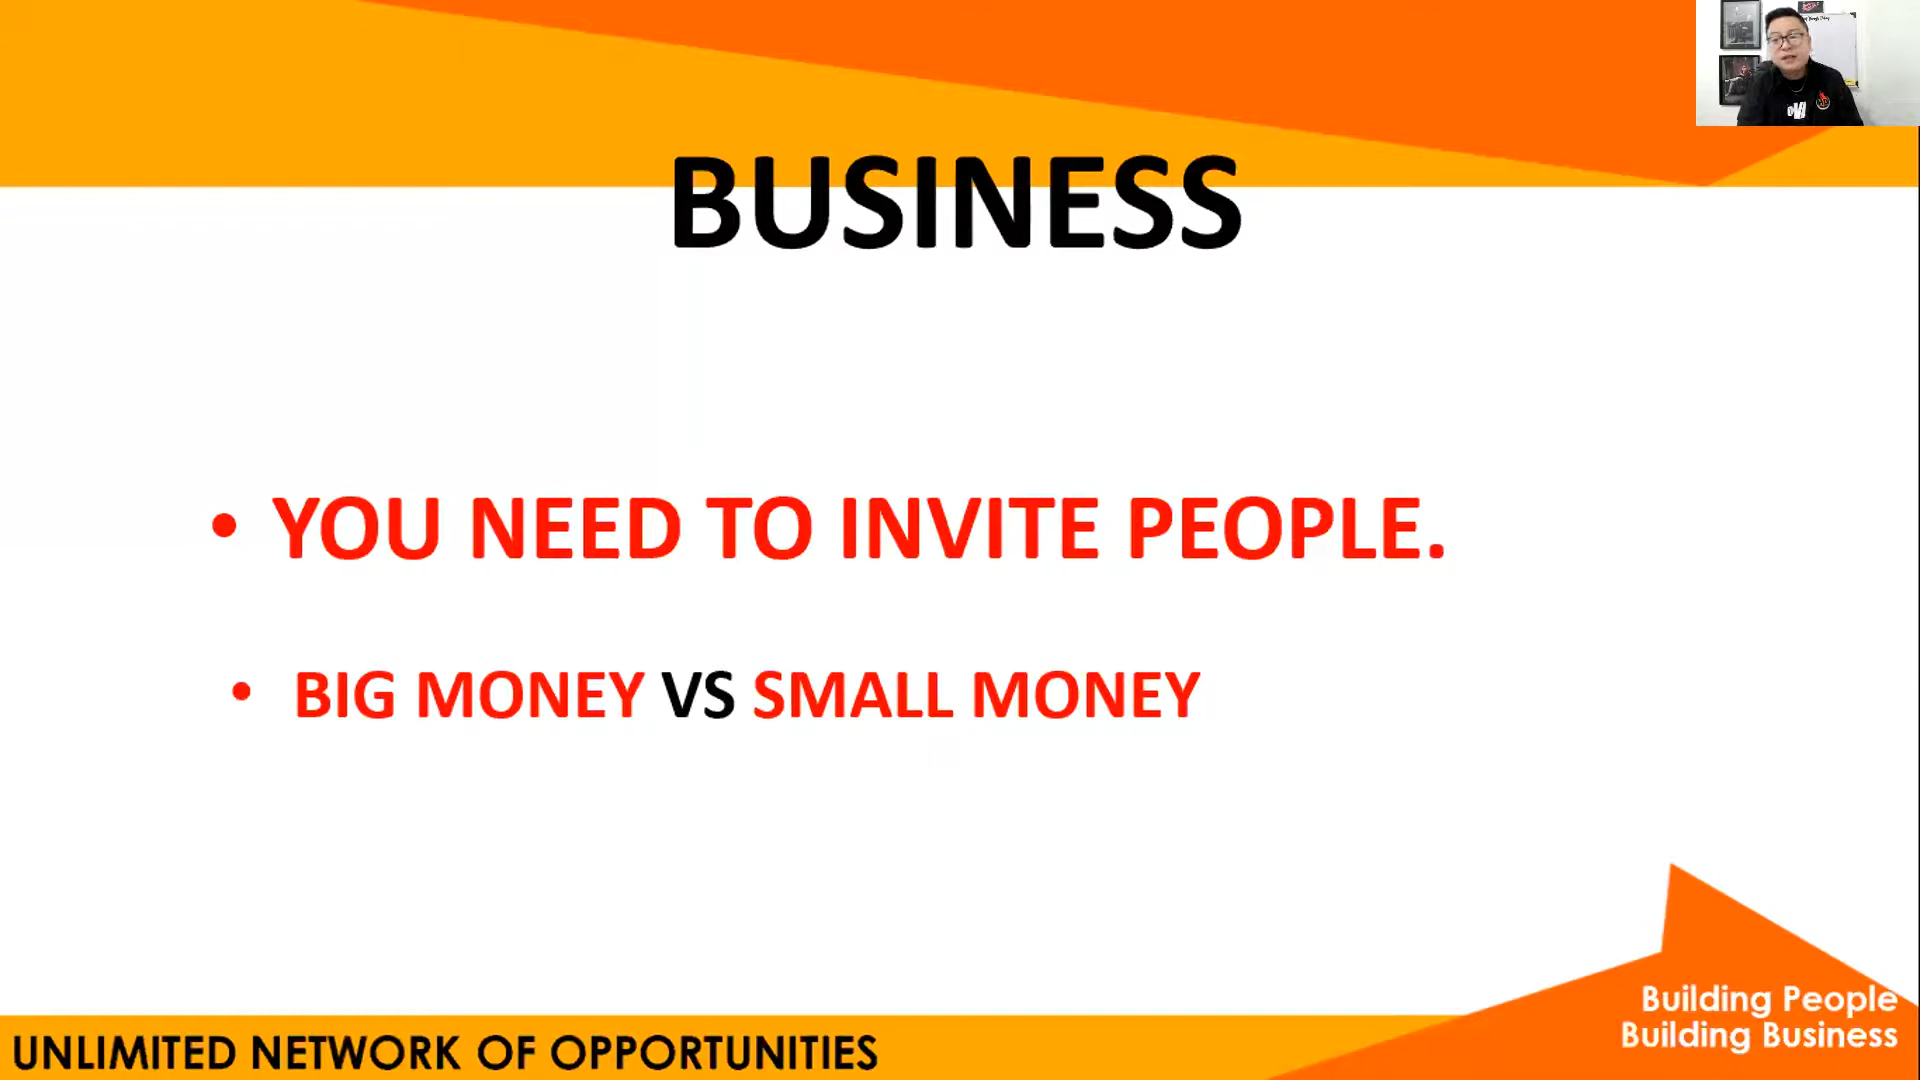 BUSINESS
• YOU NEED TO INVITE PEOPLE.
• BIG MONEY VS SMALL MONEY
Building People
Building Business
UNLIMITED NETWORK OF OPPORTUNITIES